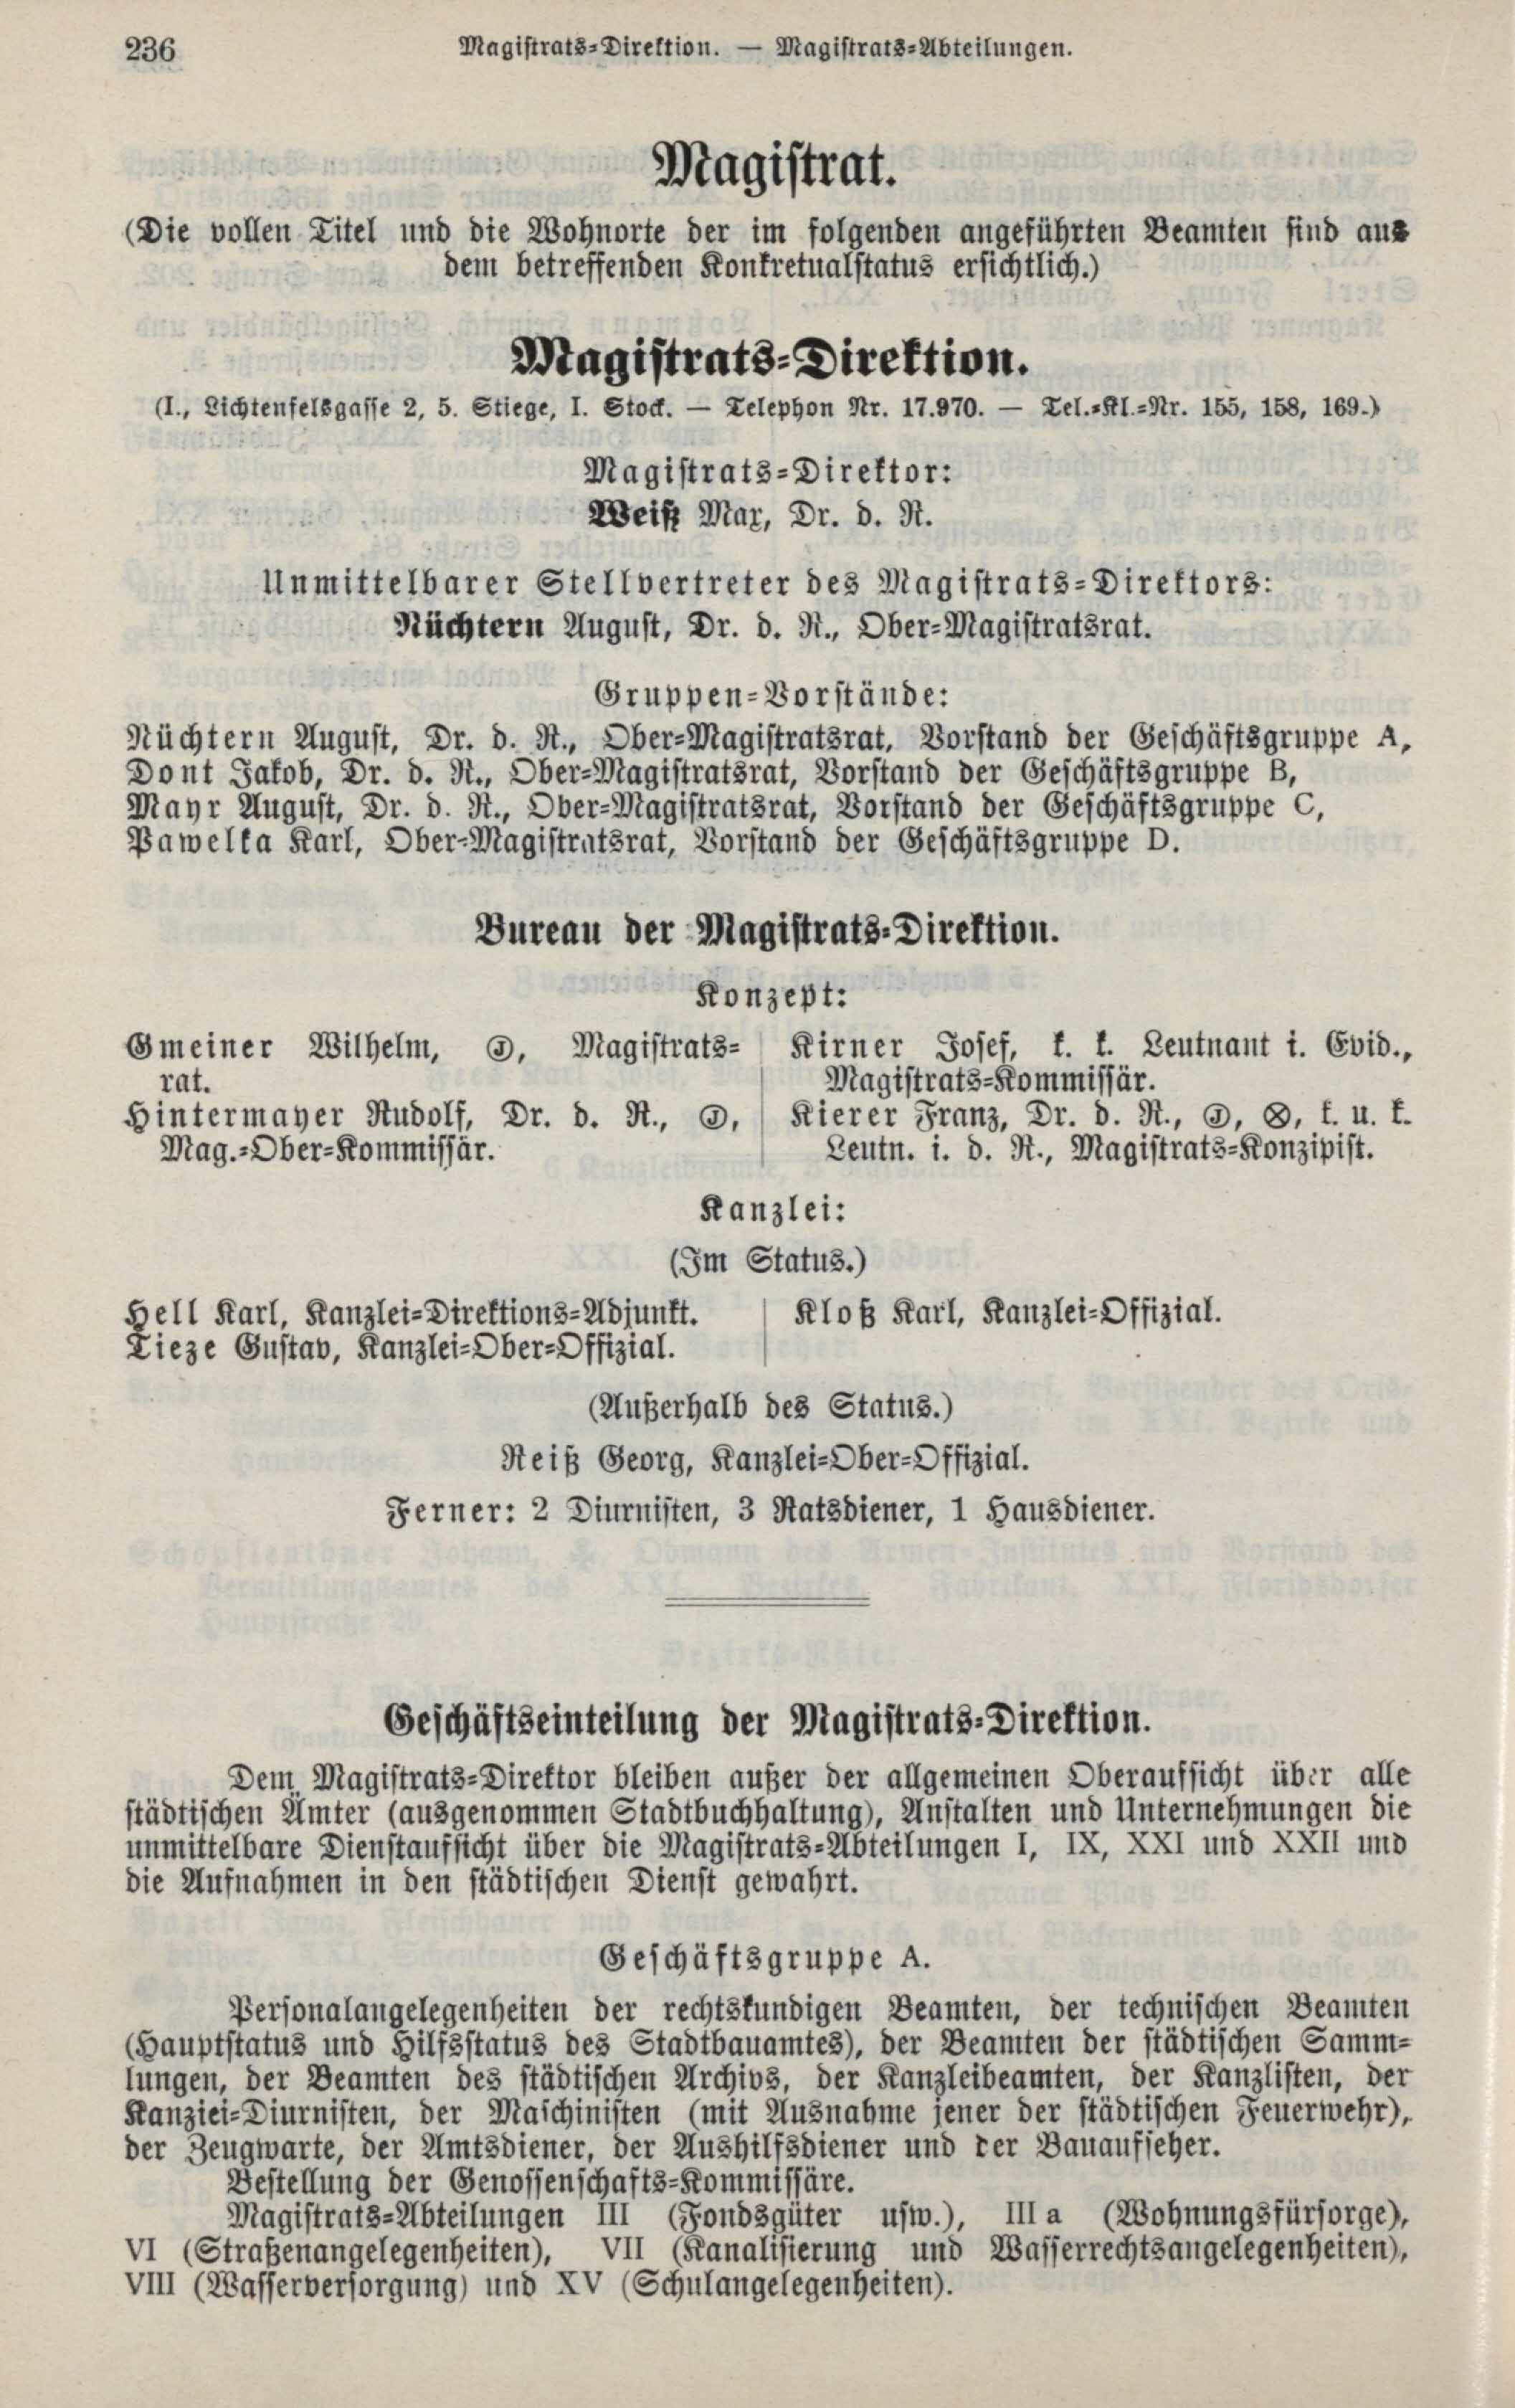 236
Magistrats-Direktion. — Magistrats-Abteilungen.
Magistrat.
(Die vollen Titel und die Wohnorte der im folgenden angeführten Beamten sind aus
dem betreffenden Konkretualstatus ersichtlich.)
Magistrats-Direktion.
(I., Lichtenfelsgasse 2, 5. Stiege, I. Stock. — Telephon Nr. 17.970. — Tel.-Kl.-Nr. 155, 158, 169.)
Magistrats-Direktor:
Weiß Max, Dr. d. R.
Unmittelbarer Stellvertreter des Magistrats-Direktors:
Nüchtern August, Dr. d. R., Ober-Magistratsrat.
Gruppen-Vorstände:
Nüchtern August, Dr. d. R., Ober-Magistratsrat, Vorstand der Geschäftsgruppe A,
Dont Jakob, Dr. d. R., Ober-Magistratsrat, Vorstand der Geschäftsgruppe B,
Mayr August, Dr. d. R., Ober-Magistratsrat, Vorstand der Geschäftsgruppe C,
Pawelka Karl, Ober-Magistratsrat, Vorstand der Geschäftsgruppe D.
Bureau der Magistrats-Direktion.
Konzept:
Gmeiner Wilhelm, Ⓙ, Magistrats-
rat.
Hintermayer Rudolf, Dr. d. R., Ⓙ,
Mag.-Ober-Kommissär.
Kirner Josef, k. k. Leutnant i. Evid.,
Magistrats-Kommissär.
Kierer Franz, Dr. d. R., Ⓙ, ⊗, k. u. k.
Leutn. i. d. R., Magistrats-Konzipist.
Kanzlei:
(Im Status.)
Hell Karl, Kanzlei-Direktions-Adjunkt.
Tieze Gustav, Kanzlei-Ober-Offizial.
Kloß Karl, Kanzlei-Offizial.
(Außerhalb des Status.)
Reiß Georg, Kanzlei-Ober-Offizial.
Ferner: 2 Diurnisten, 3 Ratsdiener, 1 Hausdiener.
Geschäftseinteilung der Magistrats-Direktion.
Dem Magistrats-Direktor bleiben außer der allgemeinen Oberaufsicht über alle
städtischen Ämter (ausgenommen Stadtbuchhaltung), Anstalten und Unternehmungen die
unmittelbare Dienstaufsicht über die Magistrats-Abteilungen I, IX, XXI und XXII und
die Aufnahmen in den städtischen Dienst gewahrt.
Geschäftsgruppe A.
Personalangelegenheiten der rechtskundigen Beamten, der technischen Beamten
(Hauptstatus und Hilfsstatus des Stadtbauamtes), der Beamten der städtischen Samm-
lungen, der Beamten des städtischen Archivs, der Kanzleibeamten, der Kanzlisten, der
Kanzlei-Diurnisten, der Maschinisten (mit Ausnahme jener der städtischen Feuerwehr),
der Zeugwarte, der Amtsdiener, der Aushilfsdiener und der Bauaufseher.
Bestellung der Genossenschafts-Kommissäre.
Magistrats-Abteilungen III (Fondsgüter usw.), III a (Wohnungsfürsorge),
VI (Straßenangelegenheiten), VII (Kanalisierung und Wasserrechtsangelegenheiten),
VIII (Wasserversorgung) und XV (Schulangelegenheiten).